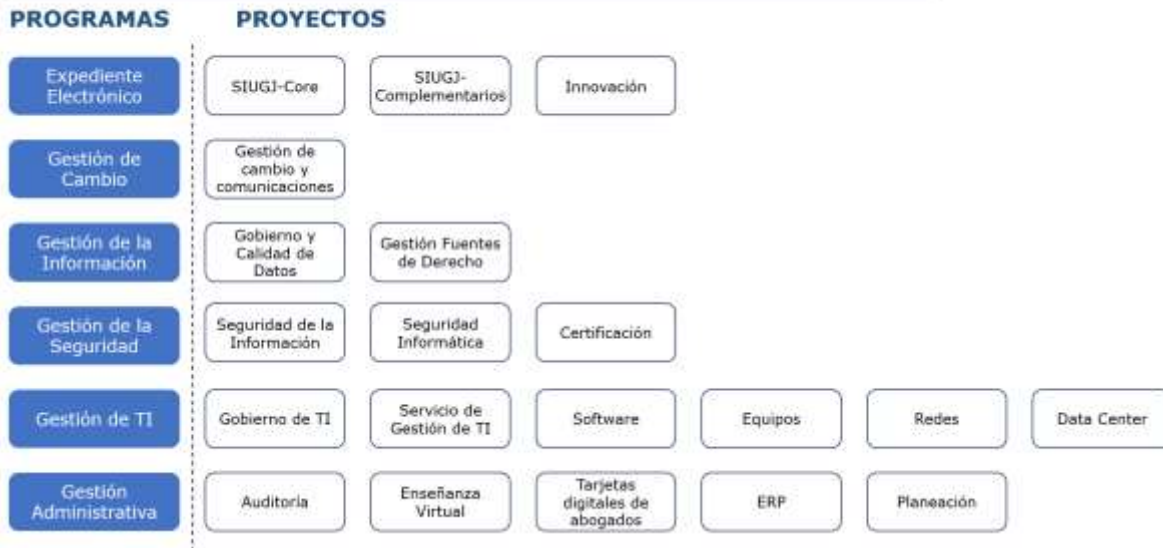 PROGRAMAS
PROYECTOS
Expediente
Electrónico
SIUGJ-Core
SIUGJ-
Complementarios
Innovación
Gestión de
Cambio
Gestión de
cambio y
comunicaciones
Gestión de la
Información
Gobierno y
Calidad de
Datos
Gestión Fuentes
de Derecho
Gestión de la
Seguridad
Seguridad de la
Información
Seguridad
Informática
Certificación
Gestión de TI
Gobierno de TI
Servicio de
Gestión de TI
Software
Equipos
Redes
Data Center
Gestión
Administrativa
Auditoría
Enseñanza
Virtual
Tarjetas
digitales de
abogados
ERP
Planeación